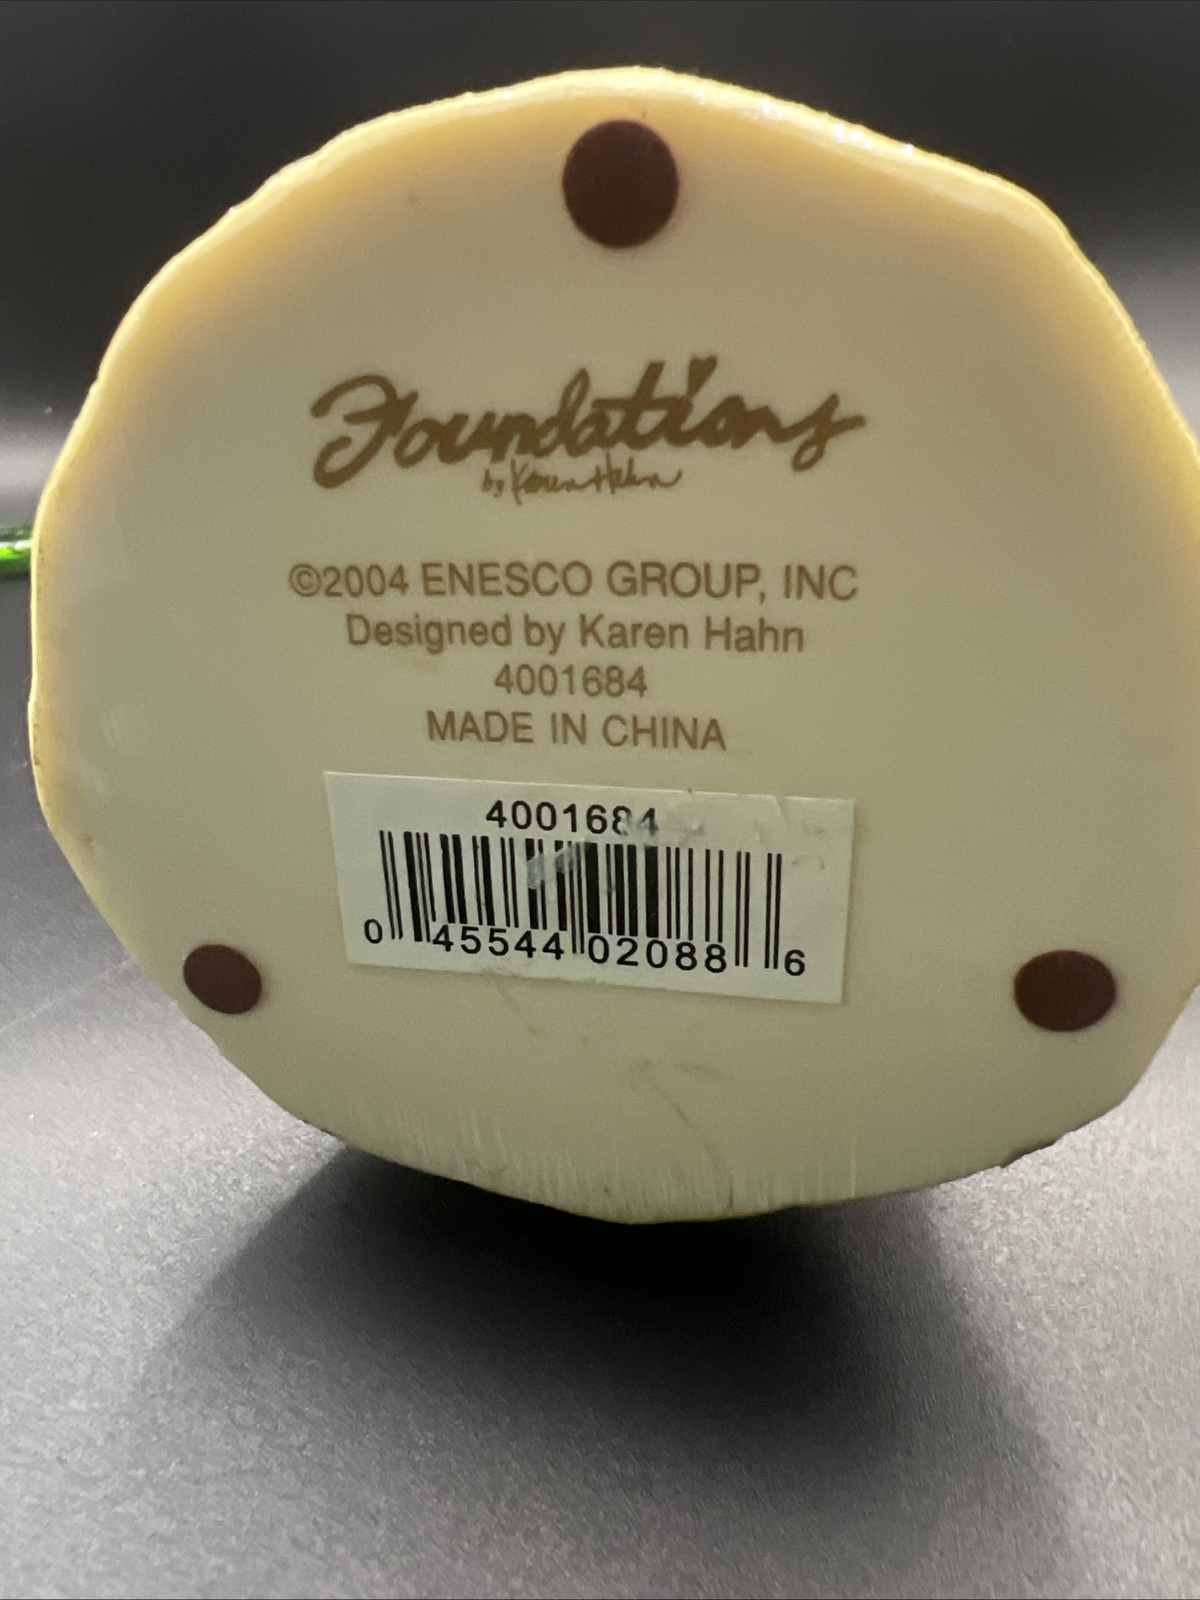 Foundations
by Karen Hahn
©2004 ENESCO GROUP, INC
Designed by Karen Hahn
4001684
MADE IN CHINA
4001684
0 45544 02088 6